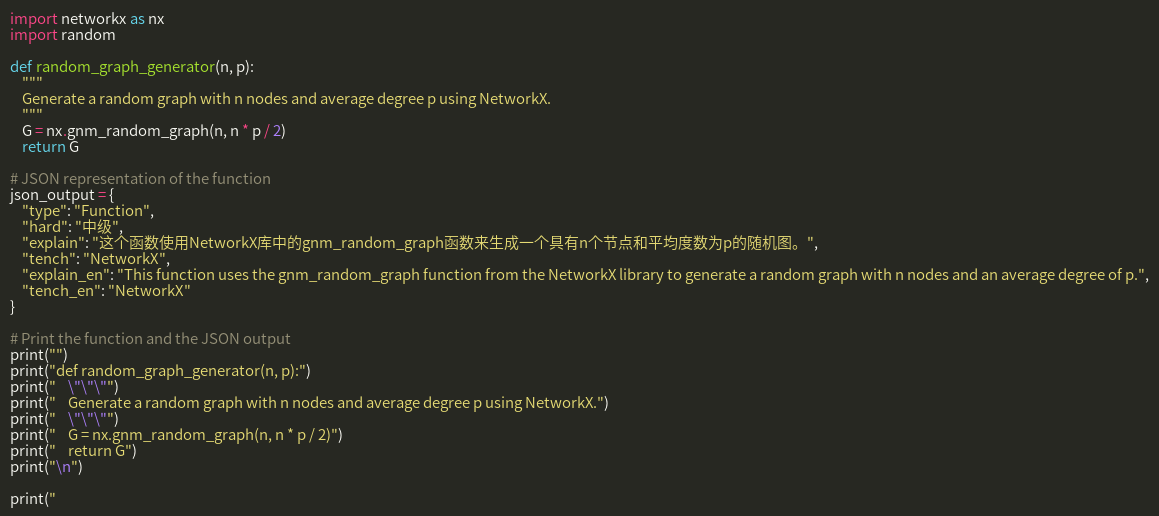 import networkx as nx
import random

def random_graph_generator(n, p):
    """
    Generate a random graph with n nodes and average degree p using NetworkX.
    """
    G = nx.gnm_random_graph(n, n * p / 2)
    return G

# JSON representation of the function
json_output = {
    "type": "Function",
    "hard": "中级",
    "explain": "这个函数使用NetworkX库中的gnm_random_graph函数来生成一个具有n个节点和平均度数为p的随机图。",
    "tench": "NetworkX",
    "explain_en": "This function uses the gnm_random_graph function from the NetworkX library to generate a random graph with n nodes and an average degree of p.",
    "tench_en": "NetworkX"
}

# Print the function and the JSON output
print("")
print("def random_graph_generator(n, p):")
print("    \"\"\"")
print("    Generate a random graph with n nodes and average degree p using NetworkX.")
print("    \"\"\"")
print("    G = nx.gnm_random_graph(n, n * p / 2)")
print("    return G")
print("\n")

print("